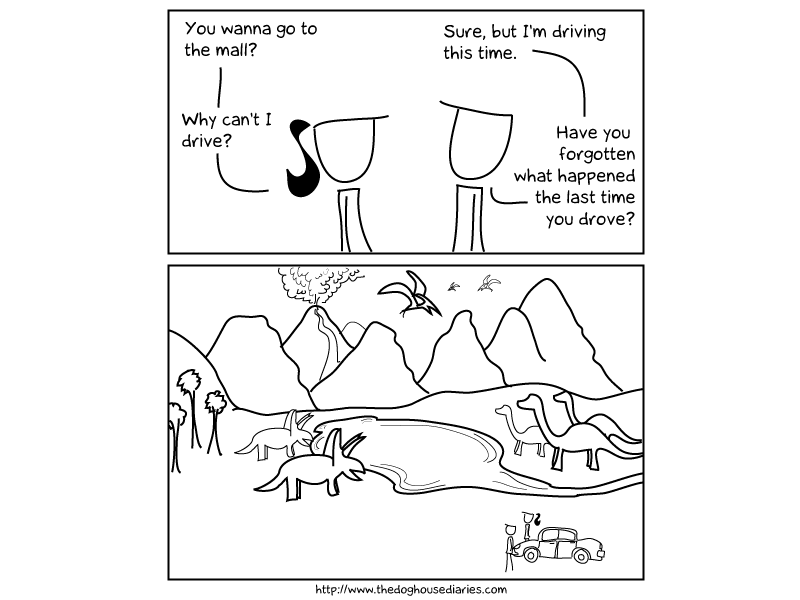 You wanna go to
the mall?
Sure, but I'm driving
this time.
Why can't I
drive?
Have you
forgotten
what happened
the last time
you drove?
http://www.thedoghousediaries.com